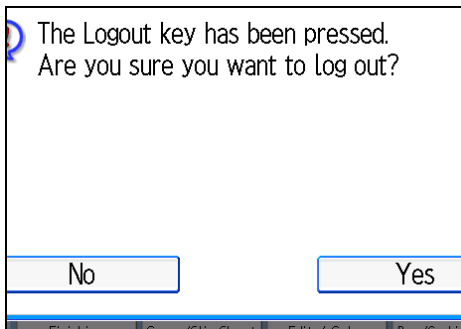 The Logout key has been pressed.
Are you sure you want to log out?
No
Yes